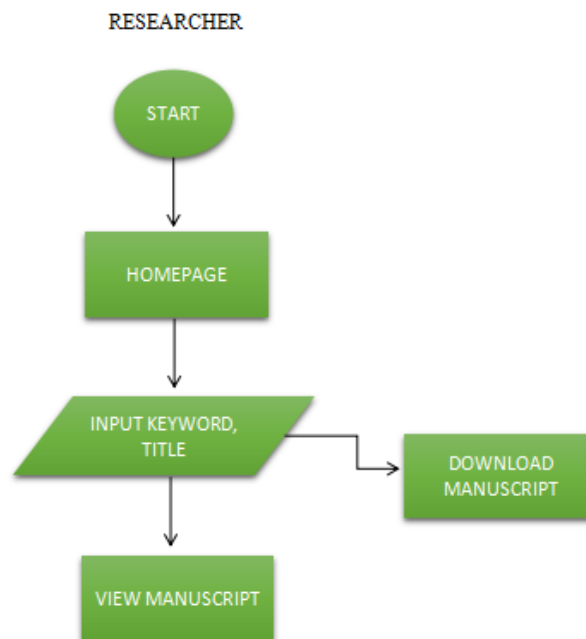 RESEARCHER
START
HOMEPAGE
INPUT KEYWORD,
TITLE
DOWNLOAD
MANUSCRIPT
VIEW MANUSCRIPT